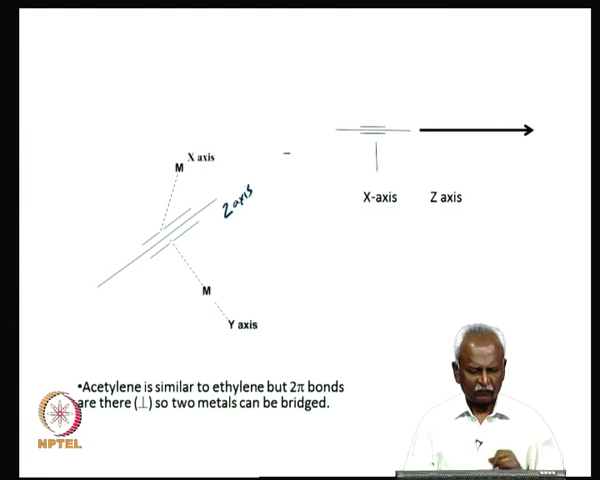 M X axis
Z axis
M
Y axis
X-axis Z axis
•Acetylene is similar to ethylene but 2π bonds
are there (⊥) so two metals can be bridged.
NPTEL